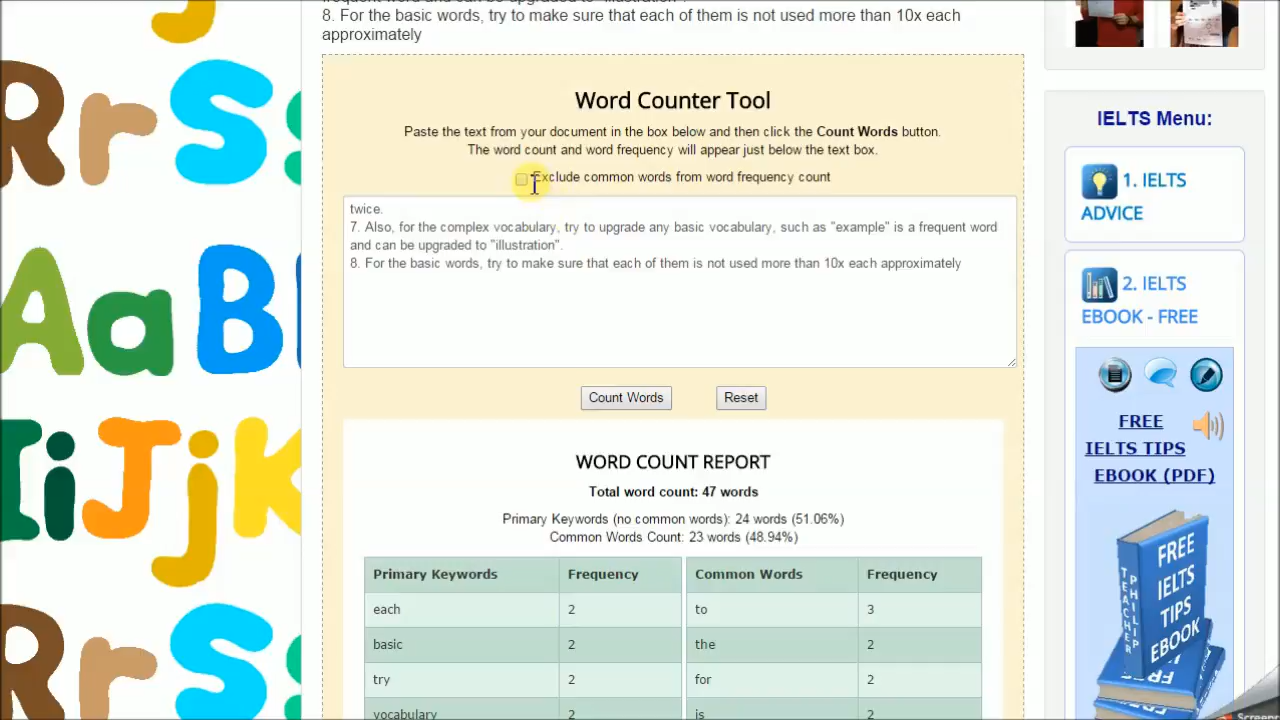 frequent word and can be upgraded to "illustration".
8. For the basic words, try to make sure that each of them is not used more than 10x each
approximately
Word Counter Tool
Paste the text from your document in the box below and then click the Count Words button.
The word count and word frequency will appear just below the text box.
Exclude common words from word frequency count
twice.
7. Also, for the complex vocabulary, try to upgrade any basic vocabulary, such as "example" is a frequent word
and can be upgraded to "illustration".
8. For the basic words, try to make sure that each of them is not used more than 10x each approximately
Count Words Reset
WORD COUNT REPORT
Total word count: 47 words
Primary Keywords (no common words): 24 words (51.06%)
Common Words Count: 23 words (48.94%)
Primary Keywords Frequency Common Words Frequency
each 2 to 3
basic 2 the 2
try 2 for 2
vocabulary 2 is 2
IELTS Menu:
1. IELTS
ADVICE
2. IELTS
EBOOK - FREE
FREE
IELTS TIPS
EBOOK (PDF)
FREE
IELTS
TIPS
EBOOK
TEACHER
PHILIP
R r S
A a B
I i J j K
R r S